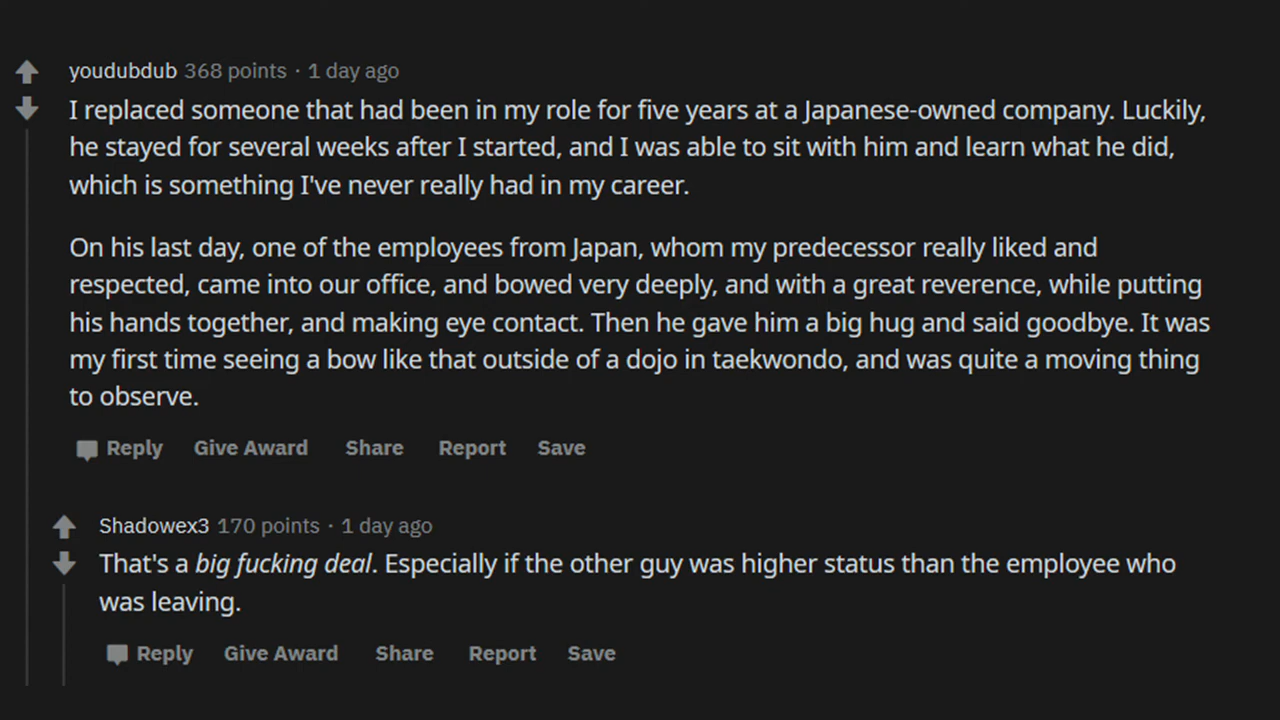 youdubdub 368 points · 1 day ago
I replaced someone that had been in my role for five years at a Japanese-owned company. Luckily,
he stayed for several weeks after I started, and I was able to sit with him and learn what he did,
which is something I've never really had in my career.
On his last day, one of the employees from Japan, whom my predecessor really liked and
respected, came into our office, and bowed very deeply, and with a great reverence, while putting
his hands together, and making eye contact. Then he gave him a big hug and said goodbye. It was
my first time seeing a bow like that outside of a dojo in taekwondo, and was quite a moving thing
to observe.
Reply Give Award Share Report Save
Shadowex3 170 points · 1 day ago
That's a big fucking deal. Especially if the other guy was higher status than the employee who
was leaving.
Reply Give Award Share Report Save